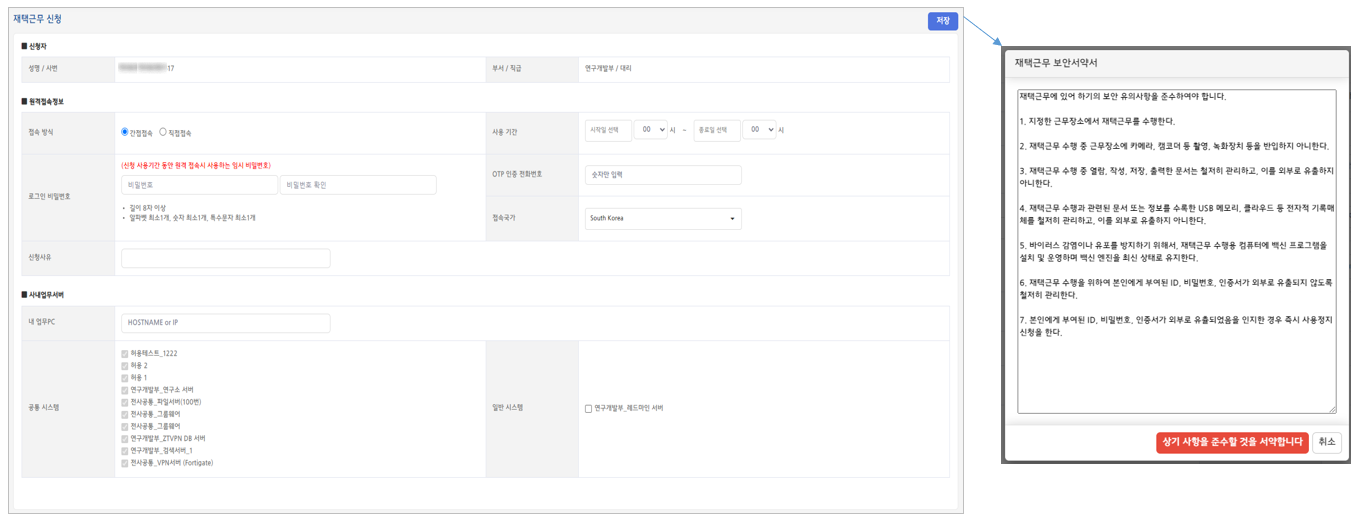 재택근무 신청
저장
■ 신청자
성명 / 사번
17
부서 / 직급
연구개발부 / 대리
■ 원격접속정보
접속 방식
간접접속 직접접속
사용 기간
시작일 선택 00 시 ~ 종료일 선택 00 시
로그인 비밀번호
(신청 사용기간 동안 원격 접속시 사용하는 임시 비밀번호)
비밀번호 비밀번호 확인
• 길이 8자 이상
• 알파벳 최소1개, 숫자 최소1개, 특수문자 최소1개
OTP 인증 전화번호
숫자만 입력
접속국가
South Korea
신청사유
■ 사내업무서버
내 업무PC
HOSTNAME or IP
공통 시스템
허용테스트_1222
허용 2
허용 1
연구개발부_연구소 서버
전사공통_파일서버(100번)
전사공통_그룹웨어
전사공통_그룹웨어
연구개발부_ZTVPN DB 서버
연구개발부_검색서버_1
전사공통_VPN서버 (Fortigate)
일반 시스템
연구개발부_레드마인 서버
재택근무 보안서약서
재택근무에 있어 하기의 보안 유의사항을 준수하여야 합니다.
1. 지정한 근무장소에서 재택근무를 수행한다.
2. 재택근무 수행 중 근무장소에 카메라, 캠코더 등 촬영, 녹화장치 등을 반입하지 아니한다.
3. 재택근무 수행 중 열람, 작성, 저장, 출력한 문서는 철저히 관리하고, 이를 외부로 유출하지
아니한다.
4. 재택근무 수행과 관련된 문서 또는 정보를 수록한 USB 메모리, 클라우드 등 전자적 기록매
체를 철저히 관리하고, 이를 외부로 유출하지 아니한다.
5. 바이러스 감염이나 유포를 방지하기 위해서, 재택근무 수행용 컴퓨터에 백신 프로그램을
설치 및 운영하며 백신 엔진을 최신 상태로 유지한다.
6. 재택근무 수행을 위하여 본인에게 부여된 ID, 비밀번호, 인증서가 외부로 유출되지 않도록
철저히 관리한다.
7. 본인에게 부여된 ID, 비밀번호, 인증서가 외부로 유출되었음을 인지한 경우 즉시 사용정지
신청을 한다.
상기 사항을 준수할 것을 서약합니다 취소